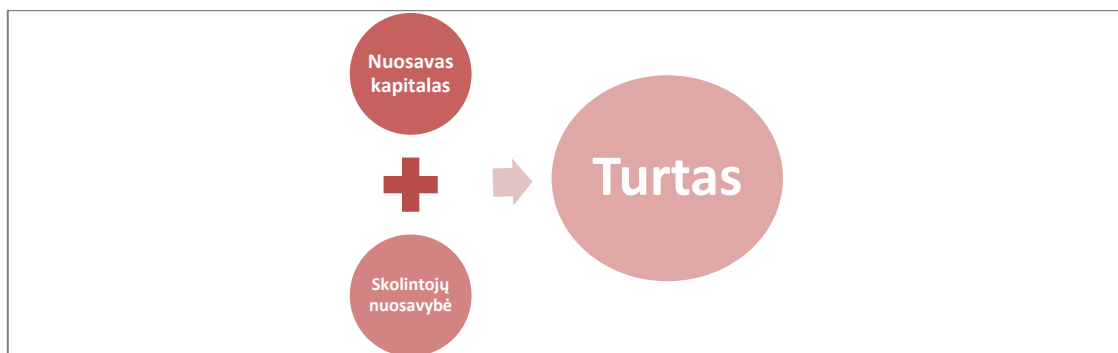 Nuosavas
kapitalas
Turtas
Skolintojų
nuosavybė